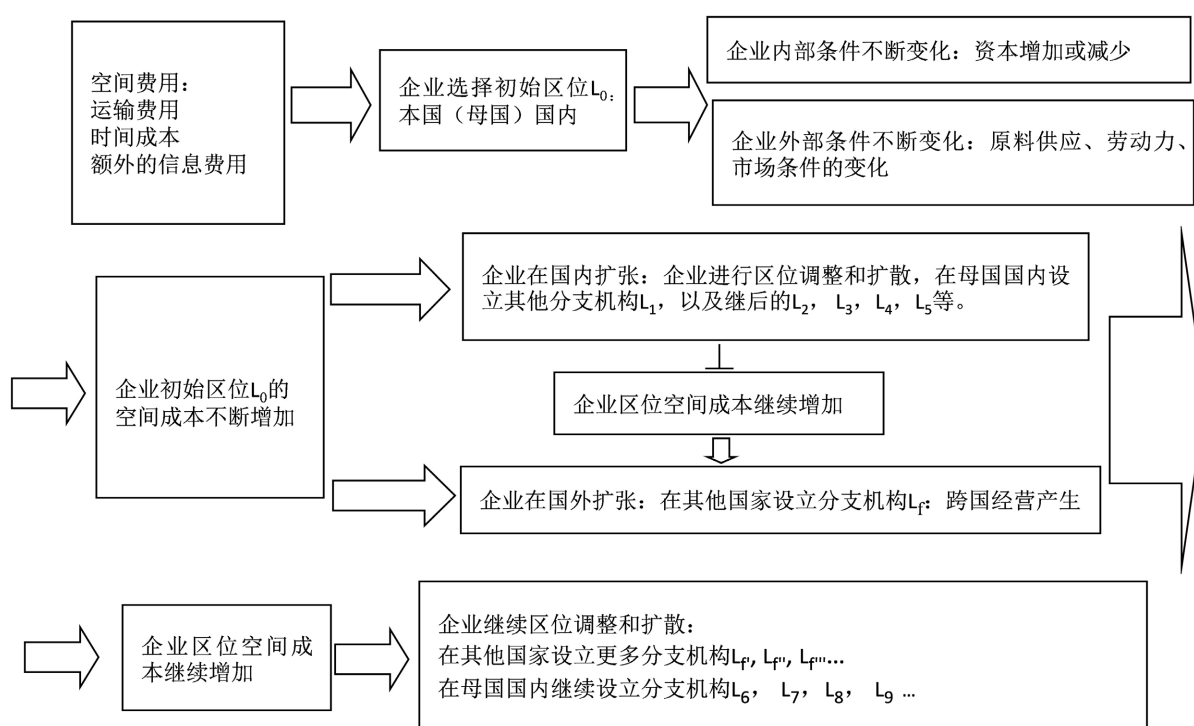 空间费用：
运输费用
时间成本
额外的信息费用
企业选择初始区位L₀：
本国（母国）国内
企业内部条件不断变化：资本增加或减少
企业外部条件不断变化：原料供应、劳动力、
市场条件的变化
企业初始区位L₀的
空间成本不断增加
企业在国内扩张：企业进行区位调整和扩散，在母国国内设
立其他分支机构L₁，以及继后的L₂， L₃，L₄，L₅等。
企业区位空间成本继续增加
企业在国外扩张：在其他国家设立分支机构Lf：跨国经营产生
企业区位空间成
本继续增加
企业继续区位调整和扩散：
在其他国家设立更多分支机构Lf', Lf'', Lf'''...
在母国国内继续设立分支机构L₆， L₇，L₈， L₉ ...